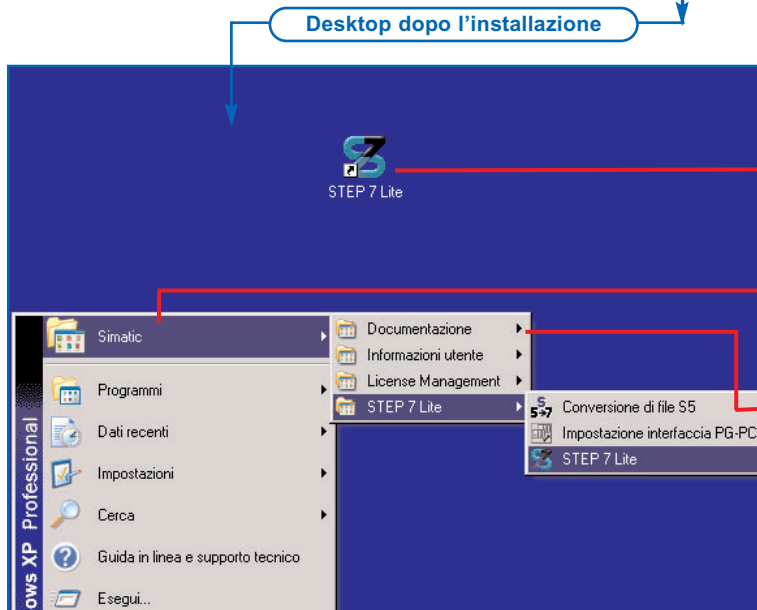 Desktop dopo l'installazione
STEP 7 Lite
Simatic
Documentazione
Informazioni utente
License Management
STEP 7 Lite
Conversione di file S5
Impostazione interfaccia PG-PC
STEP 7 Lite
Programmi
Dati recenti
Impostazioni
Cerca
Guida in linea e supporto tecnico
Esegui...
ows XP Professional